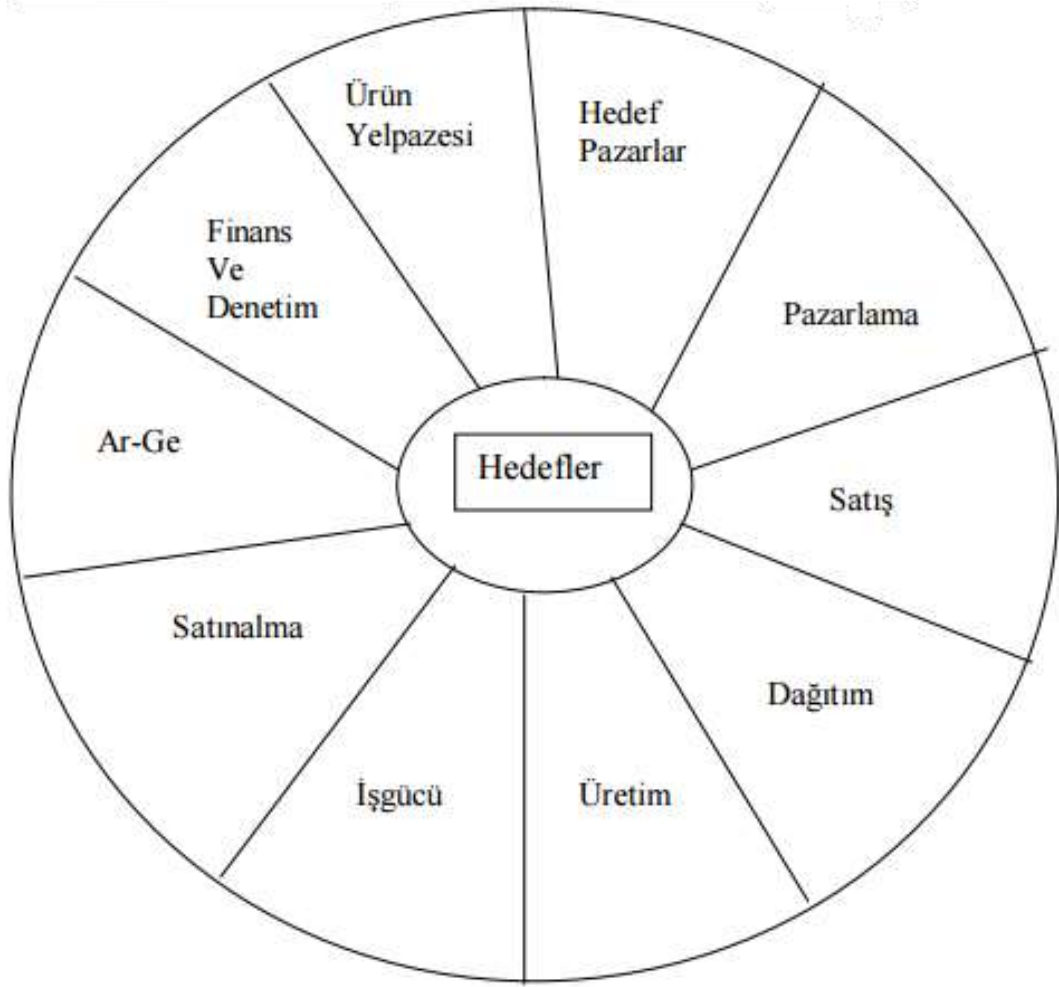 Ürün
Yelpazesi
Hedef
Pazarlar
Finans
Ve
Denetim
Pazarlama
Ar-Ge
Hedefler
Satış
Satınalma
Dağıtım
İşgücü
Üretim